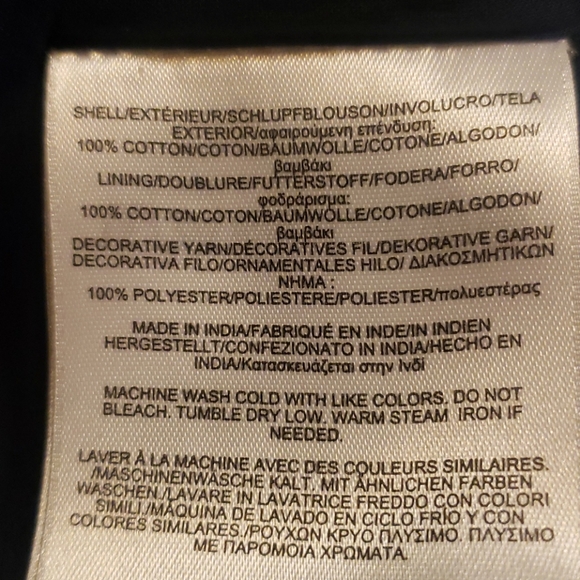 SHELL/EXTÉRIEUR/SCHLUPFBLOUSON/INVOLUCRO/TELA
EXTERIOR/αφαιρούμενη επένδυση:
100% COTTON/COTON/BAUMWOLLE/COTONE/ALGODON/
βαμβάκι
LINING/DOUBLURE/FUTTERSTOFF/FODERA/FORRO/
φοδράρισμα:
100% COTTON/COTON/BAUMWOLLE/COTONE/ALGODON/
βαμβάκι
DECORATIVE YARN/DÉCORATIVES FIL/DEKORATIVE GARN/
DECORATIVA FILO/ORNAMENTALES HILO/ ΔΙΑΚΟΣΜΗΤΙΚΩΝ
ΝΗΜΑ :
100% POLYESTER/POLIESTERE/POLIESTER/πολυεστέρας
MADE IN INDIA/FABRIQUÉ EN INDE/IN INDIEN
HERGESTELLT/CONFEZIONATO IN INDIA/HECHO EN
INDIA/Κατασκευάζεται στην Ινδί
MACHINE WASH COLD WITH LIKE COLORS. DO NOT
BLEACH. TUMBLE DRY LOW. WARM STEAM IRON IF
NEEDED.
LAVER À LA MACHINE AVEC DES COULEURS SIMILAIRES.
/MASCHINENWÄSCHE KALT. MIT ÄHNLICHEN FARBEN
WASCHEN./LAVARE IN LAVATRICE FREDDO CON COLORI
SIMILI./MÁQUINA DE LAVADO EN CICLO FRÍO Y CON
COLORES SIMILARES./ΡΟΥΧΩΝ ΚΡΥΟ ΠΛΥΣΙΜΟ. ΠΛΥΣΙΜΟ
ΜΕ ΠΑΡΟΜΟΙΑ ΧΡΩΜΑΤΑ.